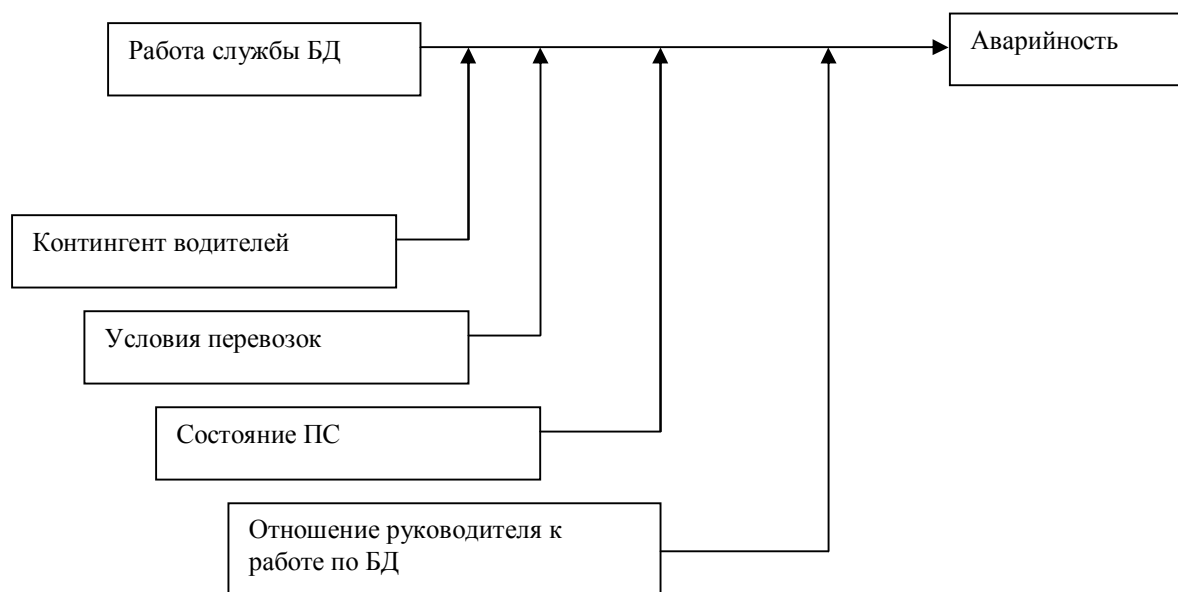 Работа службы БД
Аварийность
Контингент водителей
Условия перевозок
Состояние ПС
Отношение руководителя к
работе по БД